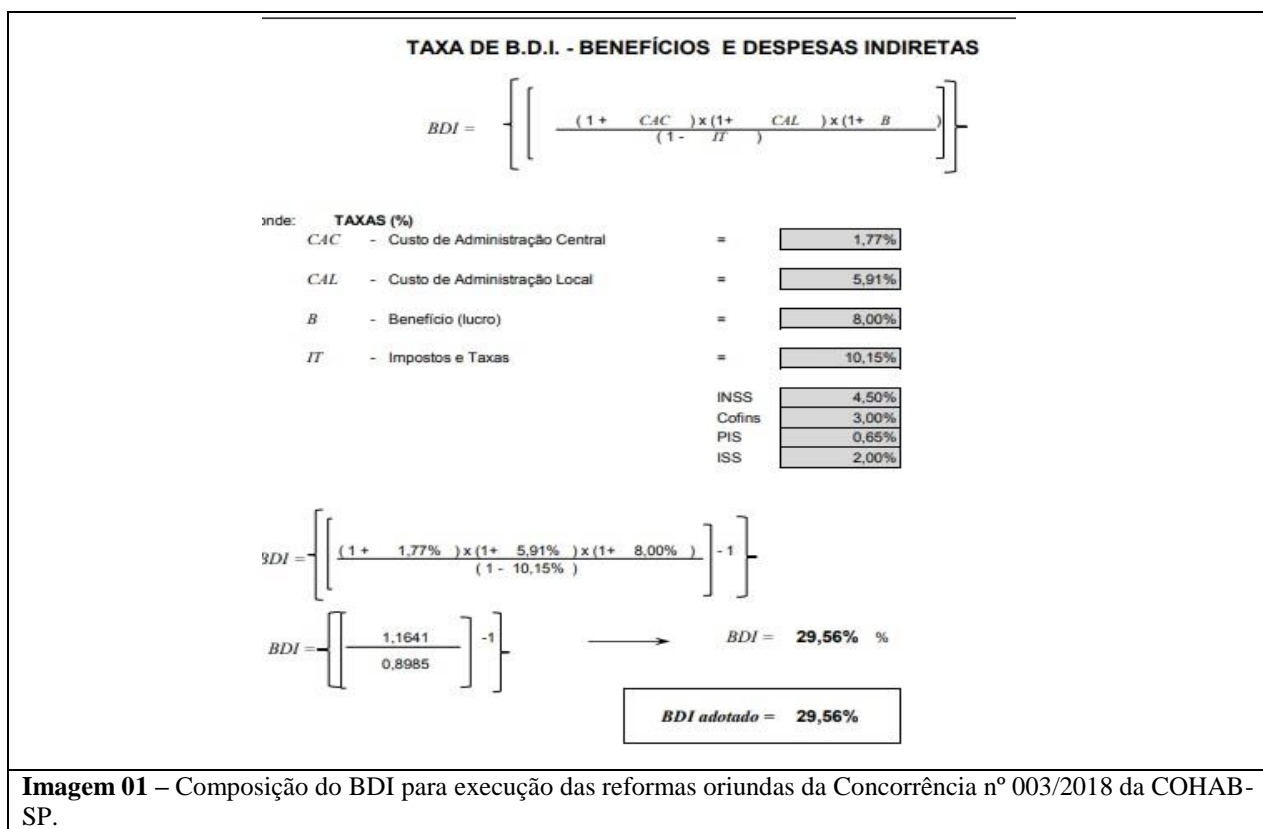 TAXA DE B.D.I. - BENEFÍCIOS E DESPESAS INDIRETAS
BDI = { [ ( 1 + CAC ) x (1+ CAL ) x (1+ B )
( 1 - IT ) ] }
onde: TAXAS (%)
CAC - Custo de Administração Central = 1,77%
CAL - Custo de Administração Local = 5,91%
B - Benefício (lucro) = 8,00%
IT - Impostos e Taxas = 10,15%
INSS 4,50%
Cofins 3,00%
PIS 0,65%
ISS 2,00%
BDI = { [ ( 1 + 1,77% ) x (1+ 5,91% ) x (1+ 8,00% )
( 1 - 10,15% ) ] - 1 }
BDI = { [ 1,1641
0,8985 ] -1 } → BDI = 29,56% %
BDI adotado = 29,56%
Imagem 01 – Composição do BDI para execução das reformas oriundas da Concorrência nº 003/2018 da COHAB-
SP.